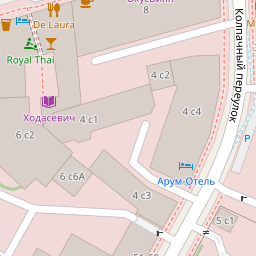 ВкусВилл
8
De Laura
М
Royal Thai
Колпачный переулок
4 с2
4 с4
Ходасевич
4 с1
6 с2
Р
6 с6А
Арум-Отель
4 с3
5 с1